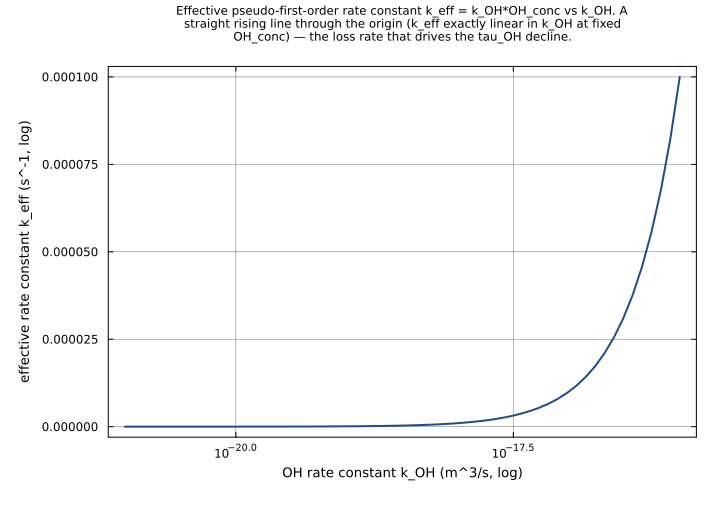 Effective pseudo-first-order rate constant k_eff = k_OH*OH_conc vs k_OH. A
straight rising line through the origin (k_eff exactly linear in k_OH at fixed
OH_conc) — the loss rate that drives the tau_OH decline.
effective rate constant k_eff (s^-1, log)
0.000100
0.000075
0.000050
0.000025
0.000000
10^−20.0
10^−17.5
OH rate constant k_OH (m^3/s, log)